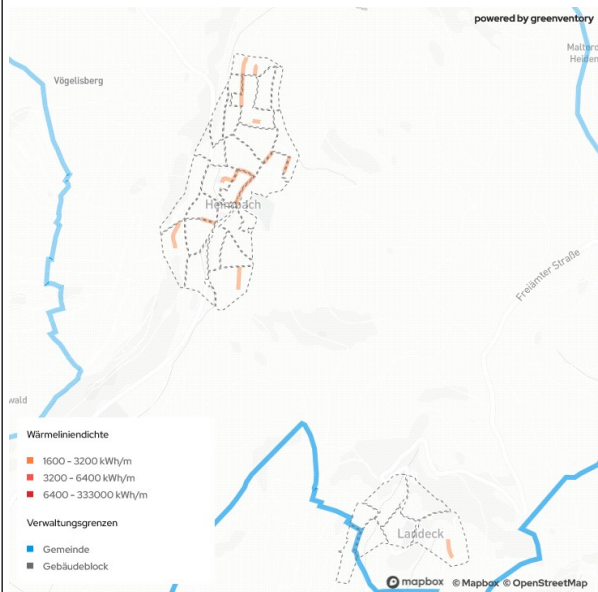 powered by greenventory
Vögelisberg
Heimbach
Freiämter Straße
wald
Wärmeliniendichte
1600 - 3200 kWh/m
3200 - 6400 kWh/m
6400 - 333000 kWh/m
Verwaltungsgrenzen
Gemeinde
Gebäudeblock
Landeck
mapbox © Mapbox © OpenStreetMap